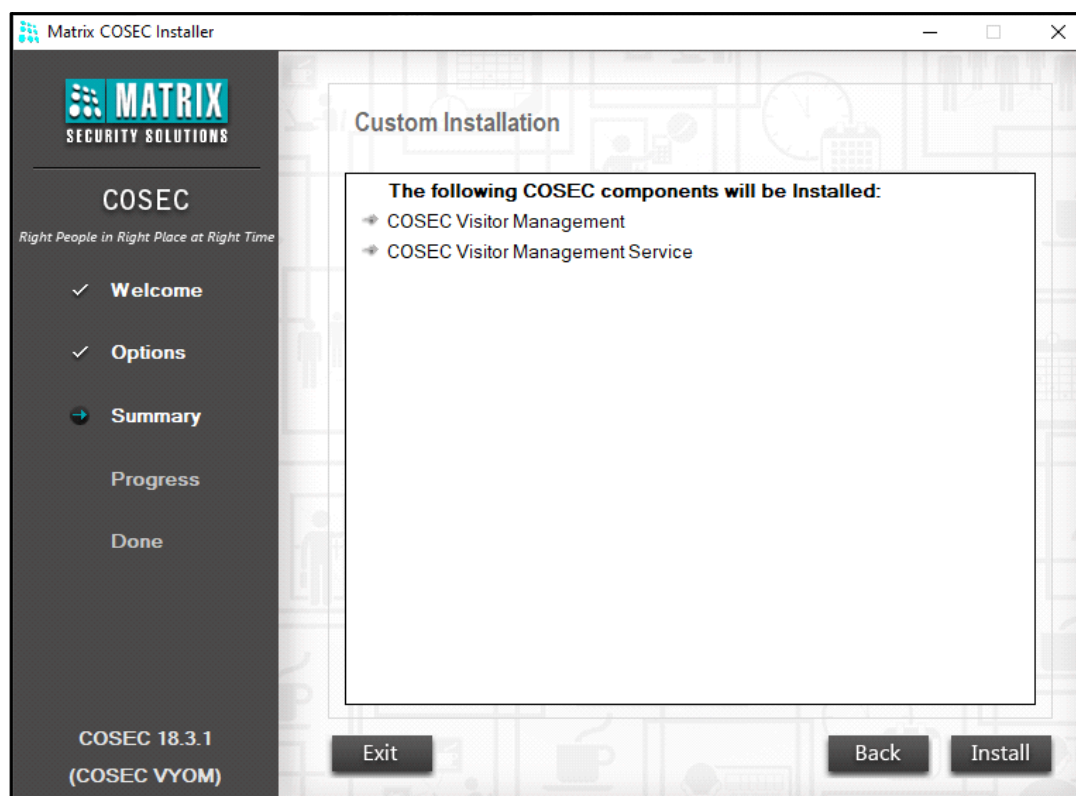 Matrix COSEC Installer
MATRIX
SECURITY SOLUTIONS
COSEC
Right People in Right Place at Right Time
Welcome
Options
Summary
Progress
Done
COSEC 18.3.1
(COSEC VYOM)
Custom Installation
The following COSEC components will be Installed:
COSEC Visitor Management
COSEC Visitor Management Service
Exit
Back
Install